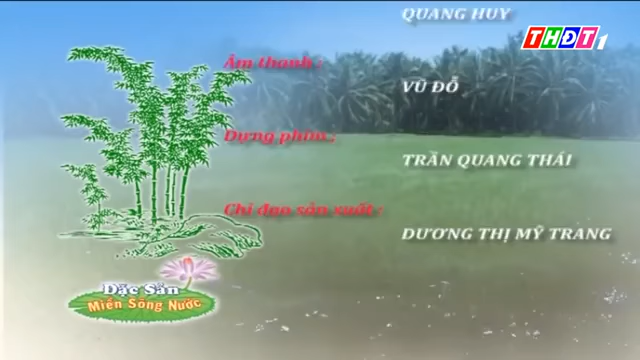 QUANG HUY
THĐT1
Âm thanh :
VŨ ĐỖ
Dựng phim :
TRẦN QUANG THÁI
Chỉ đạo sản xuất :
DƯƠNG THỊ MỸ TRANG
Đặc Sản
Miền Sông Nước